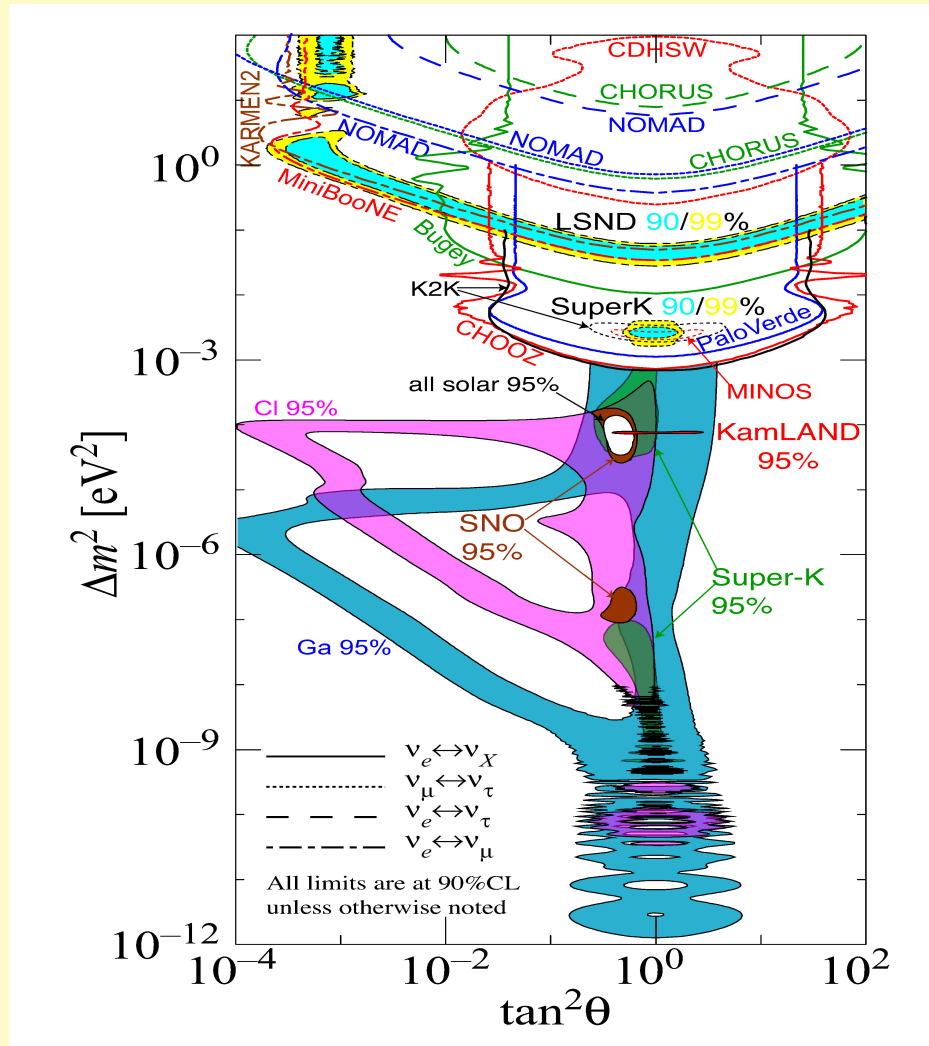 CDHSW
CHORUS
NOMAD
KARMEN2
NOMAD
NOMAD
CHORUS
10⁰
MiniBooNE
LSND 90/99%
Bugey
K2K
SuperK 90/99%
PaloVerde
CHOOZ
10⁻³
all solar 95%
MINOS
Cl 95%
KamLAND
95%
Δm² [eV²]
SNO
95%
10⁻⁶
Super-K
95%
Ga 95%
10⁻⁹
νe↔νX
νμ↔ντ
νe↔ντ
νe↔νμ
All limits are at 90%CL
unless otherwise noted
10⁻¹²
10⁻⁴ 10⁻² 10⁰ 10²
tan²θ